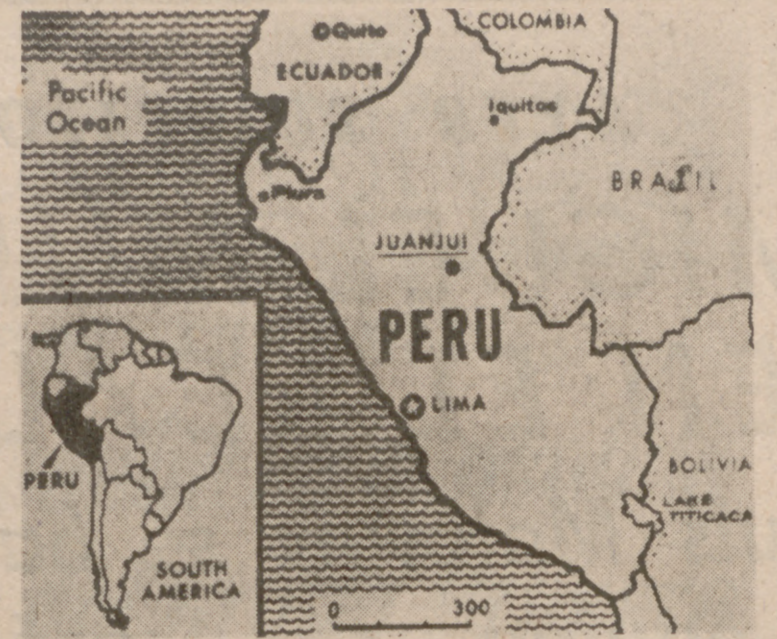 COLOMBIA
Quito
ECUADOR
Pacific
Ocean
Iquitos
BRAZIL
Piura
JUANJUI
PERU
LIMA
BOLIVIA
LAKE
TITICACA
PERU
SOUTH
AMERICA
0 300